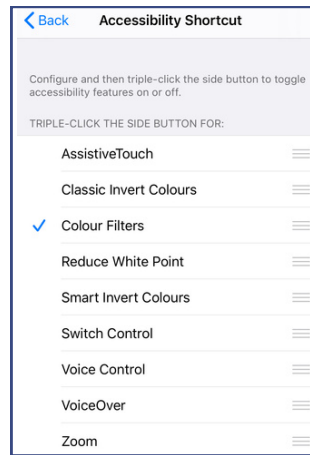 Back Accessibility Shortcut
Configure and then triple-click the side button to toggle
accessibility features on or off.
TRIPLE-CLICK THE SIDE BUTTON FOR:
AssistiveTouch
Classic Invert Colours
Colour Filters
Reduce White Point
Smart Invert Colours
Switch Control
Voice Control
VoiceOver
Zoom